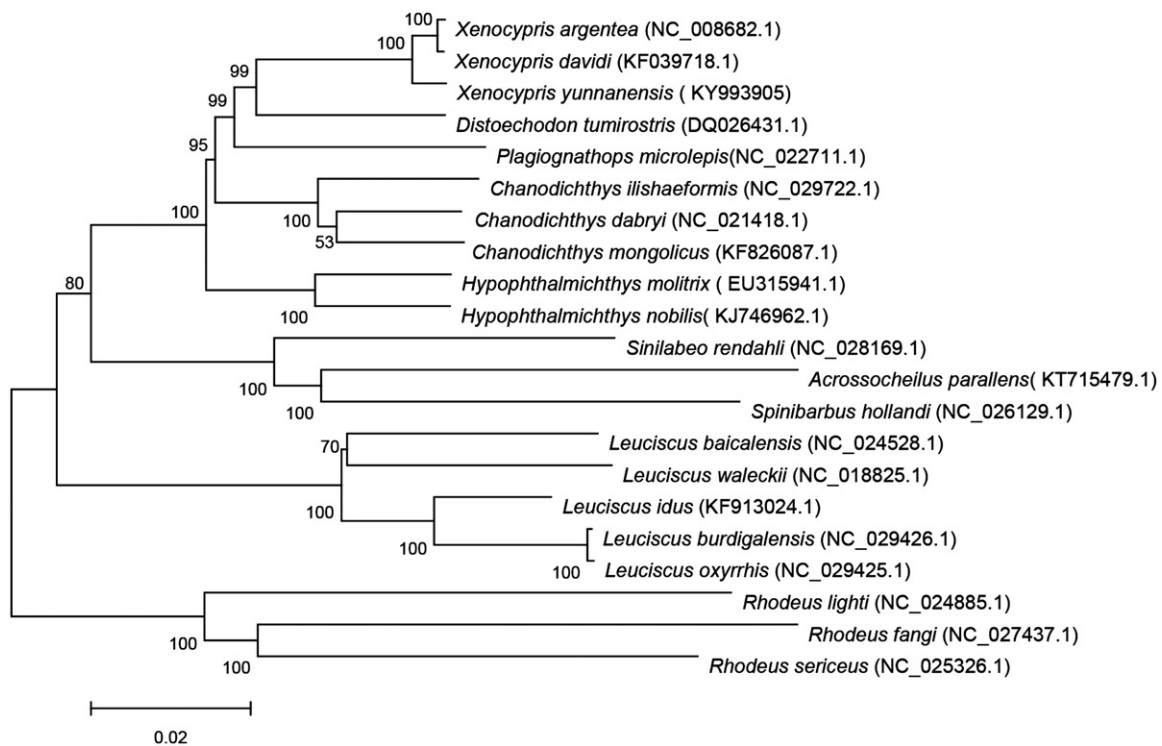 100
Xenocypris argentea (NC_008682.1)
100
Xenocypris davidi (KF039718.1)
99
Xenocypris yunnanensis ( KY993905)
99
Distoechodon tumirostris (DQ026431.1)
95
Plagiognathops microlepis(NC_022711.1)
Chanodichthys ilishaeformis (NC_029722.1)
100
100
Chanodichthys dabryi (NC_021418.1)
53
Chanodichthys mongolicus (KF826087.1)
80
Hypophthalmichthys molitrix ( EU315941.1)
100
Hypophthalmichthys nobilis( KJ746962.1)
Sinilabeo rendahli (NC_028169.1)
100
Acrossocheilus parallens( KT715479.1)
100
Spinibarbus hollandi (NC_026129.1)
70
Leuciscus baicalensis (NC_024528.1)
Leuciscus waleckii (NC_018825.1)
100
Leuciscus idus (KF913024.1)
100
Leuciscus burdigalensis (NC_029426.1)
100
Leuciscus oxyrrhis (NC_029425.1)
Rhodeus lighti (NC_024885.1)
100
Rhodeus fangi (NC_027437.1)
100
Rhodeus sericeus (NC_025326.1)
0.02